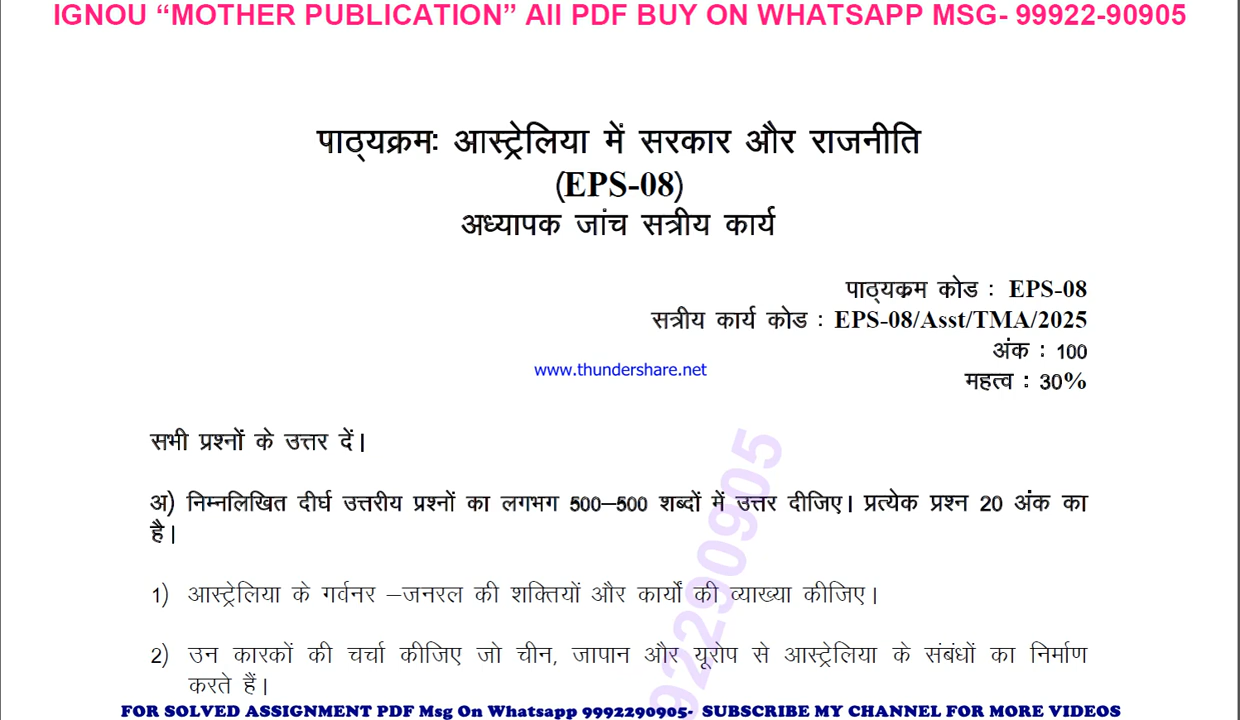 IGNOU “MOTHER PUBLICATION” All PDF BUY ON WHATSAPP MSG- 99922-90905
पाठ्यक्रमः आस्ट्रेलिया में सरकार और राजनीति
(EPS-08)
अध्यापक जांच सत्रीय कार्य
पाठ्यक्रम कोड : EPS-08
सत्रीय कार्य कोड : EPS-08/Asst/TMA/2025
अंक : 100
www.thundershare.net
महत्व : 30%
सभी प्रश्नों के उत्तर दें।
अ) निम्नलिखित दीर्घ उत्तरीय प्रश्नों का लगभग 500–500 शब्दों में उत्तर दीजिए। प्रत्येक प्रश्न 20 अंक का
है।
1) आस्ट्रेलिया के गर्वनर –जनरल की शक्तियों और कार्यों की व्याख्या कीजिए।
2) उन कारकों की चर्चा कीजिए जो चीन, जापान और यूरोप से आस्ट्रेलिया के संबंधों का निर्माण
करते हैं।
9992290905
FOR SOLVED ASSIGNMENT PDF Msg On Whatsapp 9992290905- SUBSCRIBE MY CHANNEL FOR MORE VIDEOS